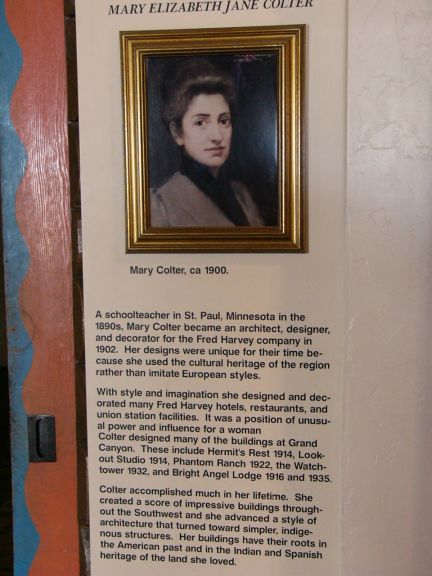 MARY ELIZABETH JANE COLTER
Mary Colter, ca 1900.
A schoolteacher in St. Paul, Minnesota in the
1890s, Mary Colter became an architect, designer,
and decorator for the Fred Harvey company in
1902. Her designs were unique for their time be-
cause she used the cultural heritage of the region
rather than imitate European styles.
With style and imagination she designed and dec-
orated many Fred Harvey hotels, restaurants, and
union station facilities. It was a position of unusu-
al power and influence for a woman
Colter designed many of the buildings at Grand
Canyon. These include Hermit's Rest 1914, Look-
out Studio 1914, Phantom Ranch 1922, the Watch-
tower 1932, and Bright Angel Lodge 1916 and 1935.
Colter accomplished much in her lifetime. She
created a score of impressive buildings through-
out the Southwest and she advanced a style of
architecture that turned toward simpler, indige-
nous structures. Her buildings have their roots in
the American past and in the Indian and Spanish
heritage of the land she loved.